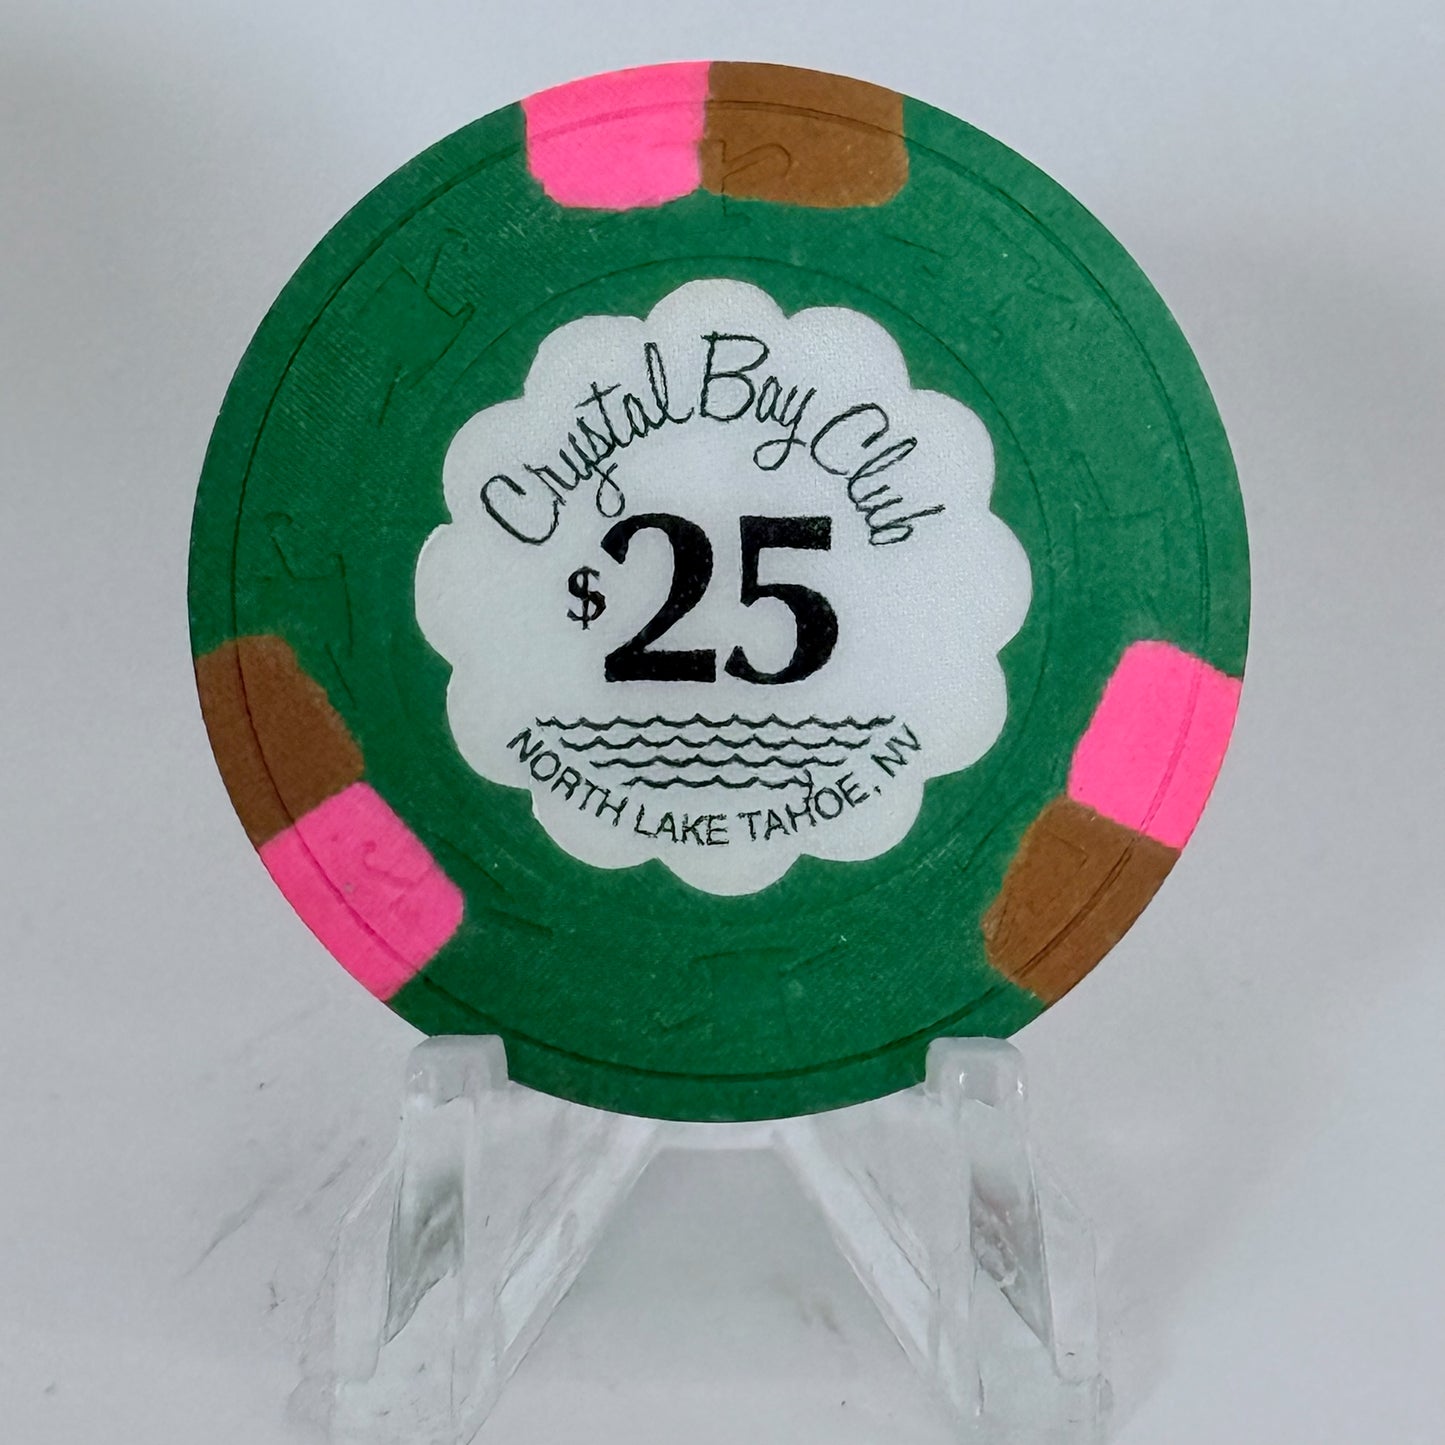 Crystal Bay Club
$25
NORTH LAKE TAHOE, NV